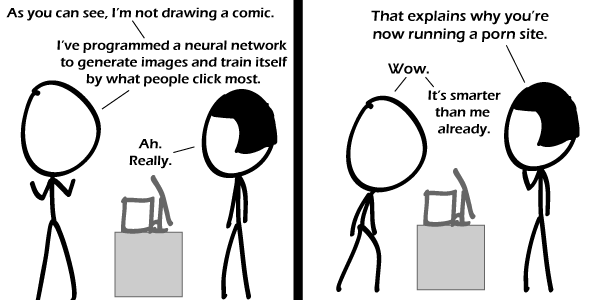 As you can see, I'm not drawing a comic.
I've programmed a neural network
to generate images and train itself
by what people click most.
Ah.
Really.
That explains why you're
now running a porn site.
Wow.
It's smarter
than me
already.